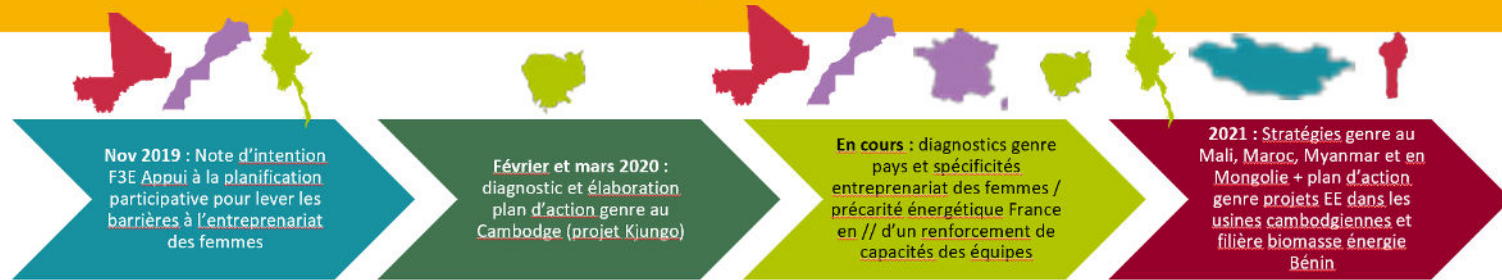 Nov 2019 : Note d'intention
F3E Appui à la planification
participative pour lever les
barrières à l'entreprenariat
des femmes
Février et mars 2020 :
diagnostic et élaboration
plan d'action genre au
Cambodge (projet Kjungo)
En cours : diagnostics genre
pays et spécificités
entreprenariat des femmes /
précarité énergétique France
en // d'un renforcement de
capacités des équipes
2021 : Stratégies genre au
Mali, Maroc, Myanmar et en
Mongolie + plan d'action
genre projets EE dans les
usines cambodgiennes et
filière biomasse énergie
Bénin